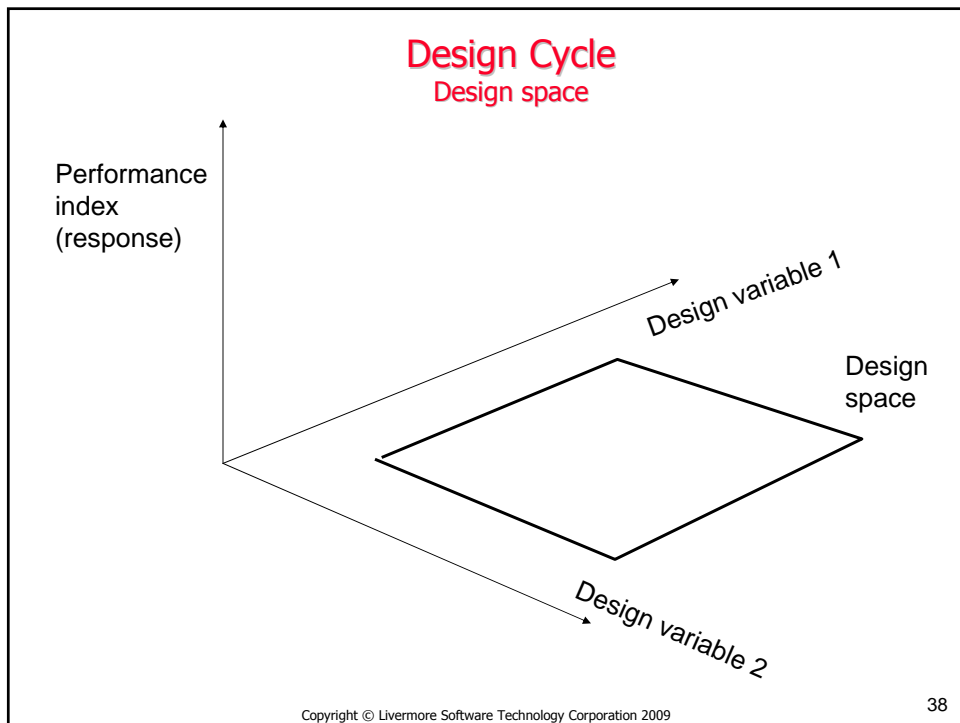 Design Cycle
Design space
Performance
index
(response)
Design variable 1
Design
space
Design variable 2
Copyright © Livermore Software Technology Corporation 2009
38